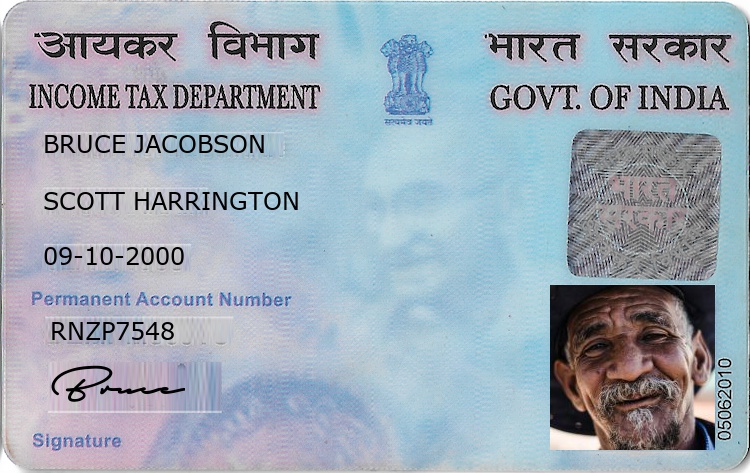 आयकर विभाग
भारत सरकार
INCOME TAX DEPARTMENT
GOVT. OF INDIA
सत्यमेव जयते
BRUCE JACOBSON
SCOTT HARRINGTON
09-10-2000
भारत
सरकार
Permanent Account Number
RNZP7548
Bruce
Signature
05062010